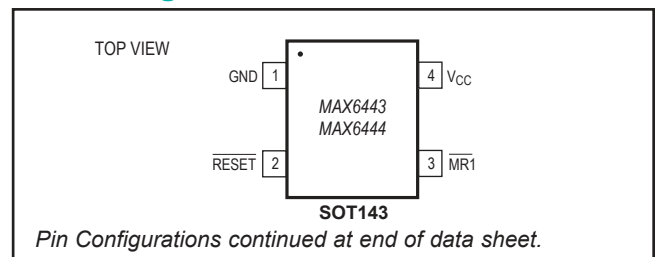 TOP VIEW
GND 1
4 VCC
MAX6443
MAX6444
RESET 2
3 MR1
SOT143
Pin Configurations continued at end of data sheet.